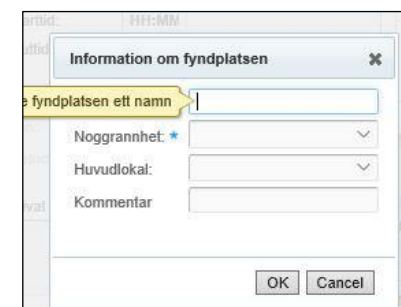 HH:MM
Information om fyndplatsen
fyndplatsen ett namn
Noggrannhet: *
Huvudlokal:
Kommentar
OK Cancel